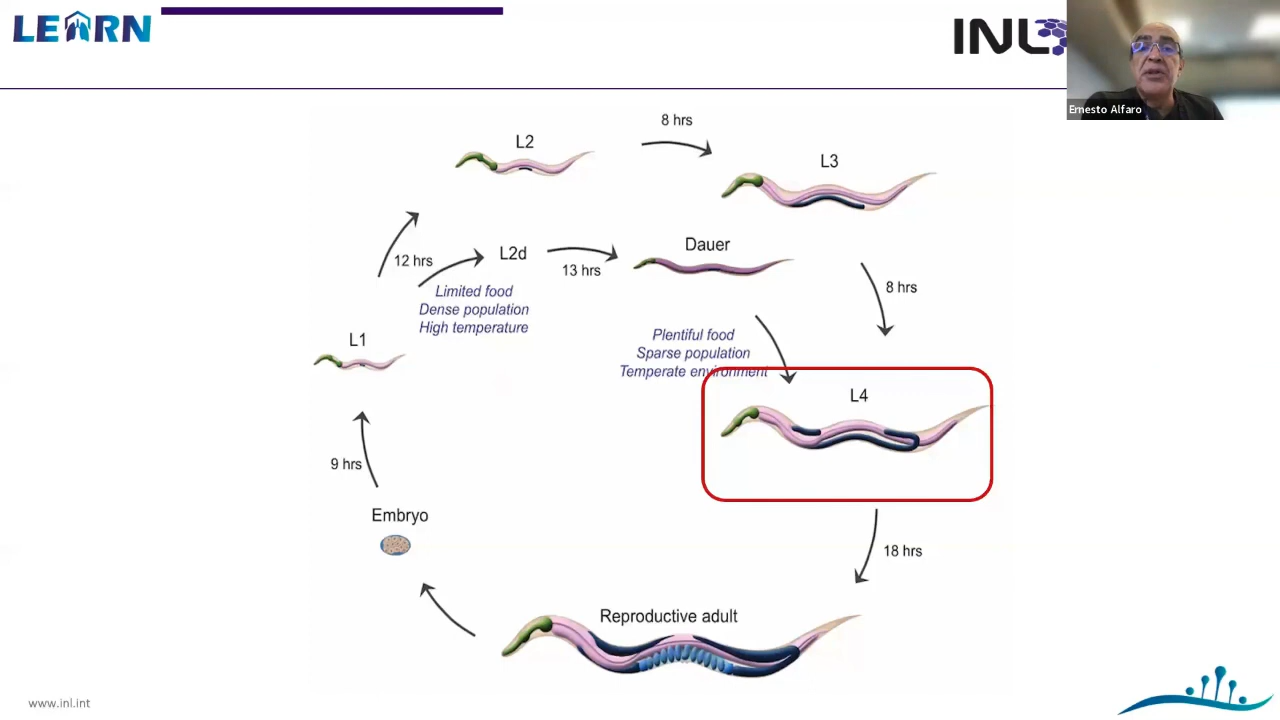 LEARN
INL
Ernesto Alfaro
8 hrs
L2
L3
Dauer
12 hrs
L2d
13 hrs
Limited food
Dense population
High temperature
8 hrs
L1
Plentiful food
Sparse population
Temperate environment
L4
9 hrs
Embryo
18 hrs
Reproductive adult
www.inl.int